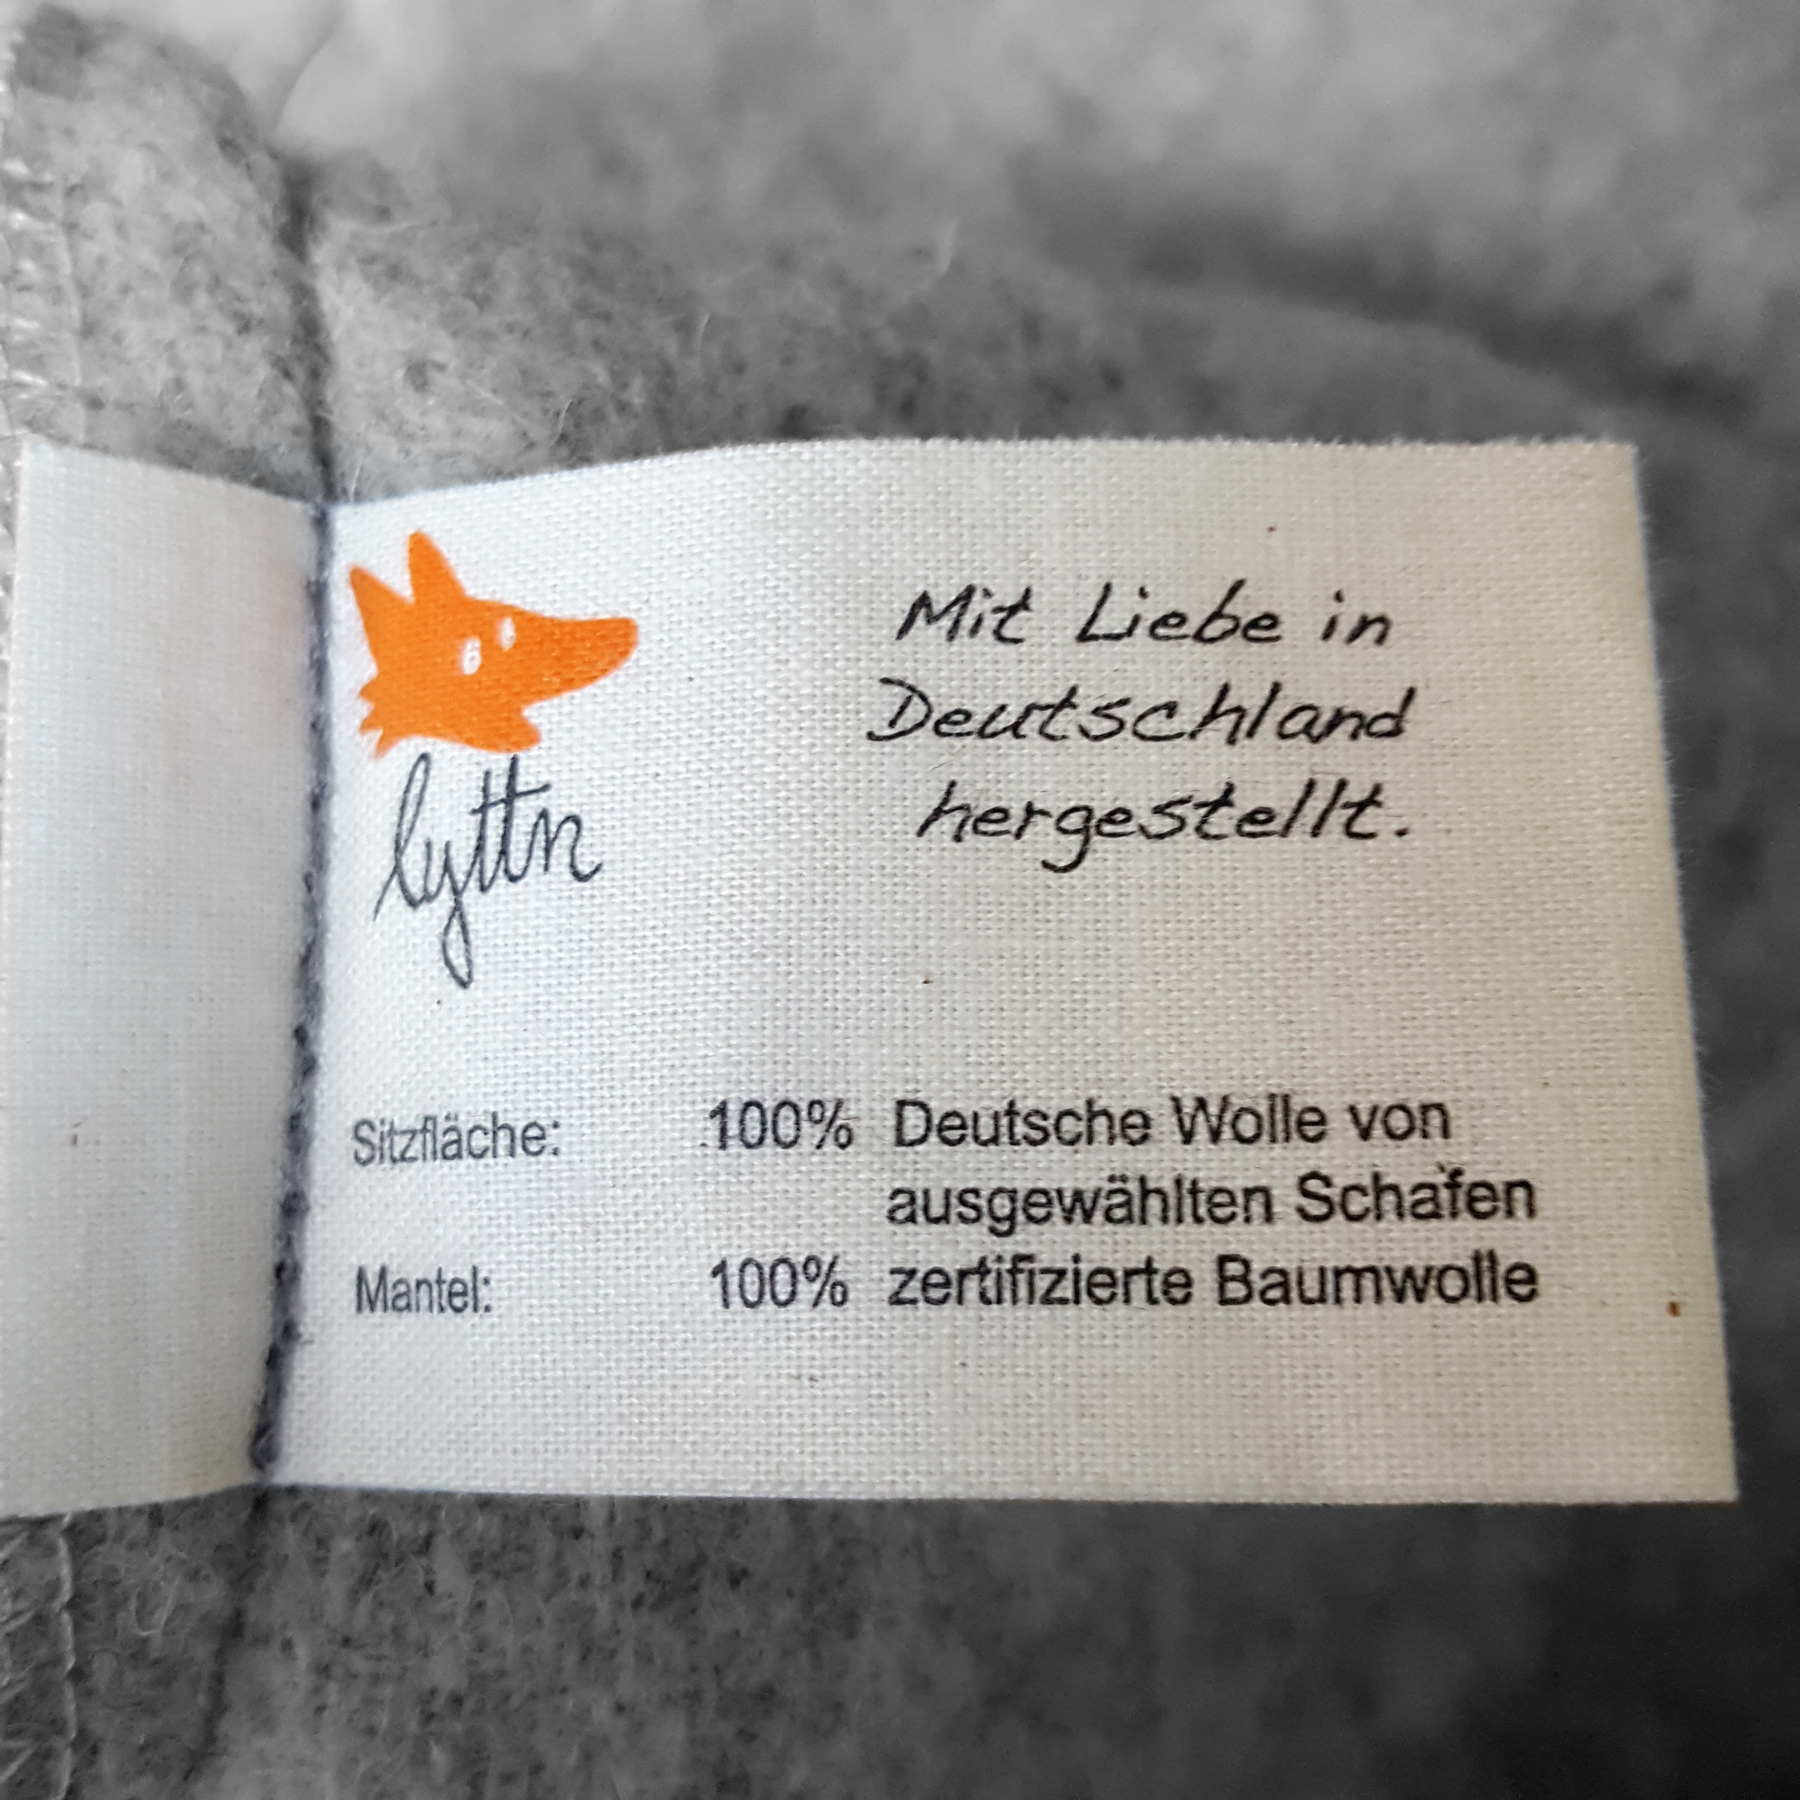 lyttn
Mit Liebe in
Deutschland
hergestellt.
Sitzfläche: 100% Deutsche Wolle von
ausgewählten Schafen
Mantel: 100% zertifizierte Baumwolle